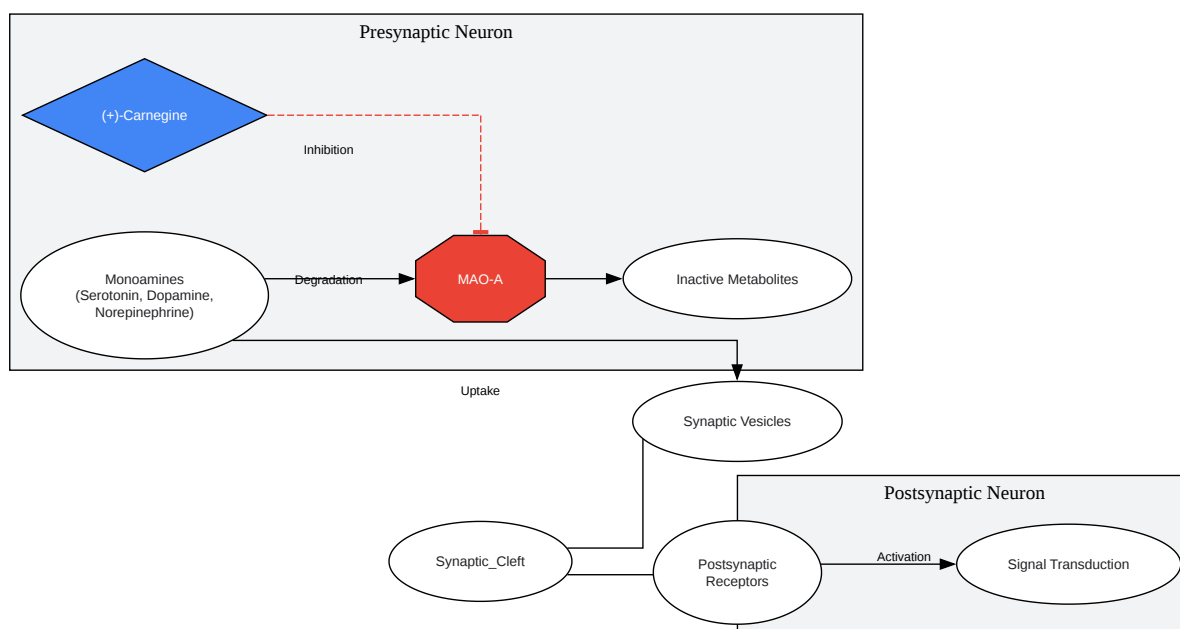 Presynaptic Neuron
(+)-Carnegine
Inhibition
Monoamines
(Serotonin, Dopamine,
Norepinephrine)
Degradation
MAO-A
Inactive Metabolites
Uptake
Synaptic Vesicles
Postsynaptic Neuron
Synaptic_Cleft
Postsynaptic
Receptors
Activation
Signal Transduction